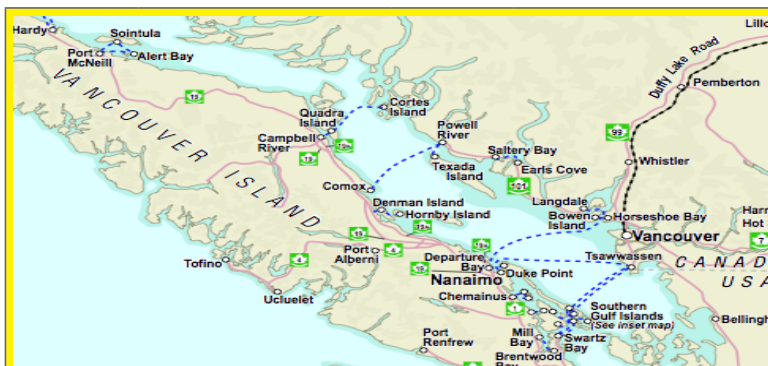 Hardy
Sointula
Port
McNeill
Alert Bay
Lillo
Duffy Lake Road
Pemberton
VANCOUVER ISLAND
19
Quadra
Island
Cortes
Island
Campbell
River
19
19A
Powell
River
99
Saltery Bay
Texada
Island
Earls Cove
Whistler
101
Comox
Denman Island
Hornby Island
Langdale
Bowen
Island
Horseshoe Bay
Harr
Hot
7
19
19A
4
Port
Alberni
19A
Vancouver
Tofino
4
19
Departure
Bay
Duke Point
Nanaimo
Tsawwassen
CANAD
USA
Ucluelet
Chemainus
1
Southern
Gulf Islands
(See inset map)
Belling
Port
Renfrew
Mill
Bay
Swartz
Bay
Brentwood